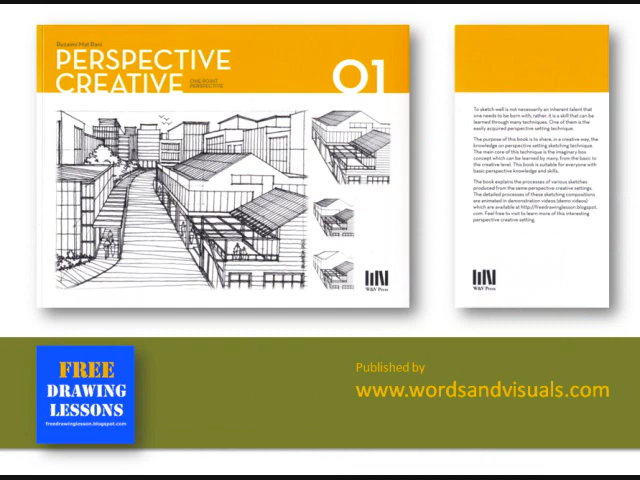 Rozaimi Mat Bani
PERSPECTIVE
CREATIVE
ONE POINT
PERSPECTIVE
01
W&V Press
To sketch well is not necessarily an inherent talent that
one needs to be born with; rather, it is a skill that can be
learned through many techniques. One of them is the
easily acquired perspective setting technique.
The purpose of this book is to share, in a creative way, the
knowledge on perspective setting sketching technique.
The main core of this technique is the imaginary box
concept which can be learned by many, from the basic to
the creative level. This book is suitable for everyone with
basic perspective knowledge and skills.
The book explains the processes of various sketches
produced from the same perspective creative settings.
The detailed processes of these sketching compositions
are animated in demonstration videos (demo videos)
which are available at http://freedrawinglesson.blogspot.
com. Feel free to visit to learn more of this interesting
perspective creative setting.
W&V Press
FREE
DRAWING
LESSONS
freedrawinglesson.blogspot.com
Published by
www.wordsandvisuals.com